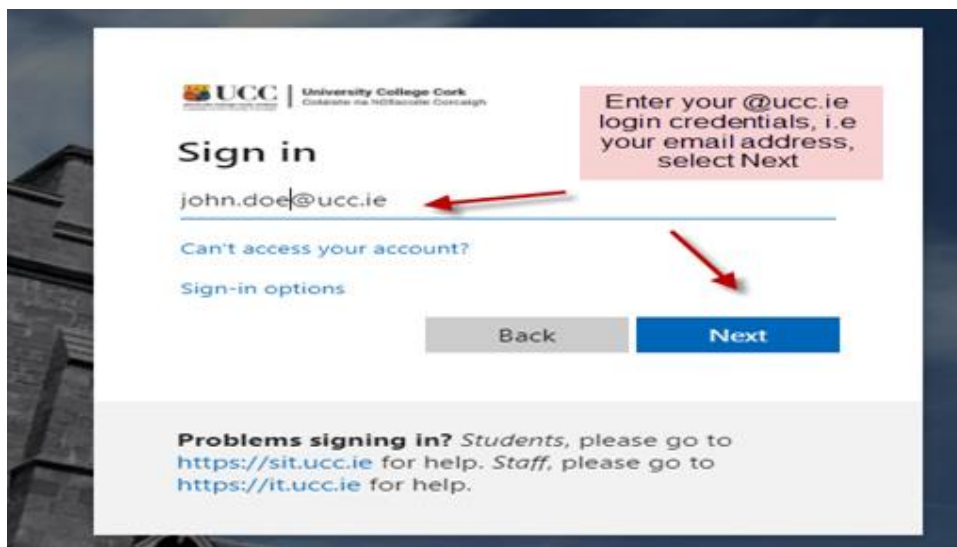 UCC
University College Cork
Coláiste na hOllscoile Corcaigh
Enter your @ucc.ie
login credentials, i.e
your email address,
select Next
Sign in
john.doe@ucc.ie
Can't access your account?
Sign-in options
Back
Next
Problems signing in? Students, please go to
https://sit.ucc.ie for help. Staff, please go to
https://it.ucc.ie for help.